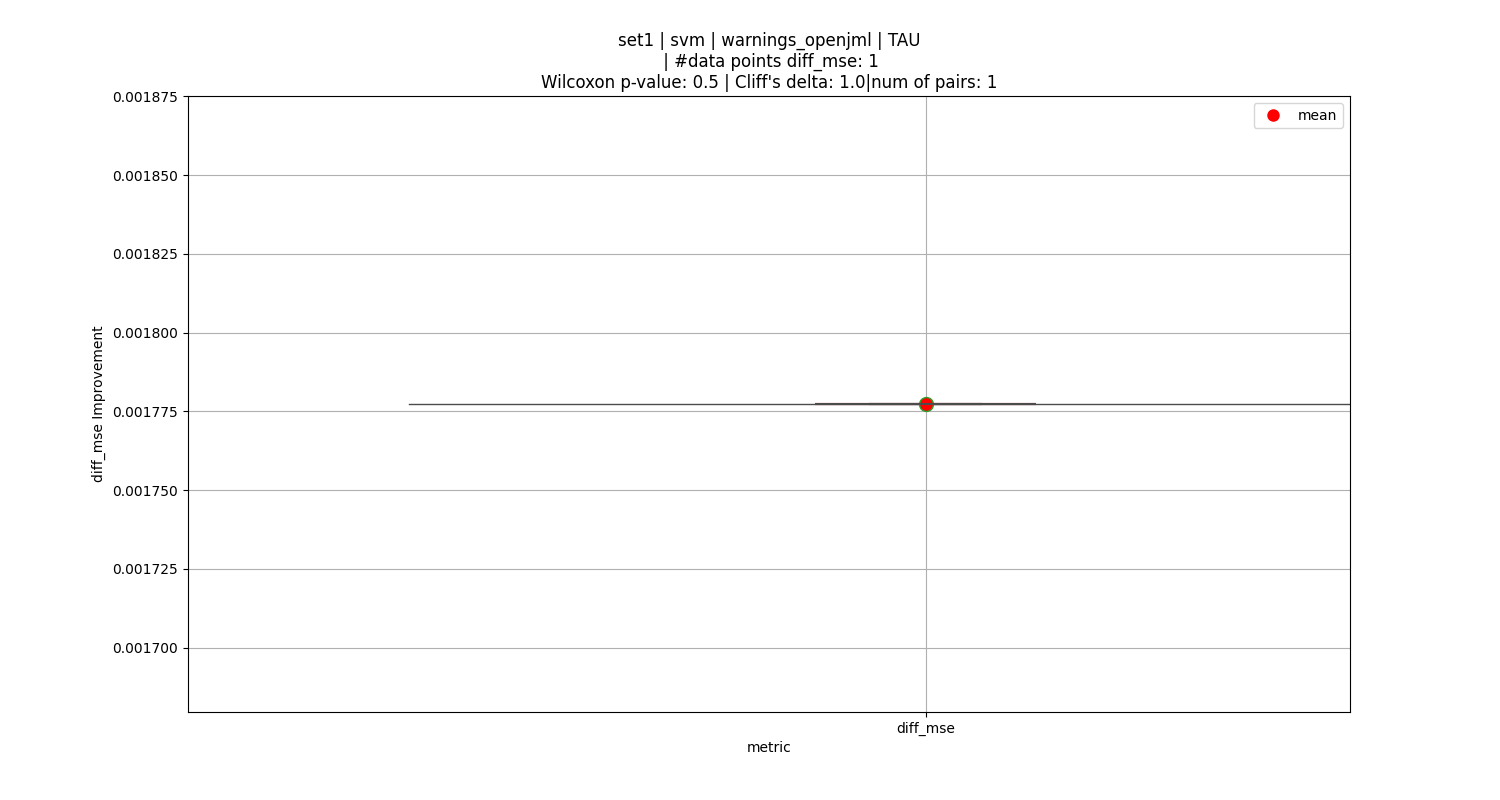 set1 | svm | warnings_openjml | TAU
| #data points diff_mse: 1
Wilcoxon p-value: 0.5 | Cliff's delta: 1.0|num of pairs: 1
mean
0.001875
0.001850
0.001825
0.001800
0.001775
0.001750
0.001725
0.001700
diff_mse Improvement
diff_mse
metric